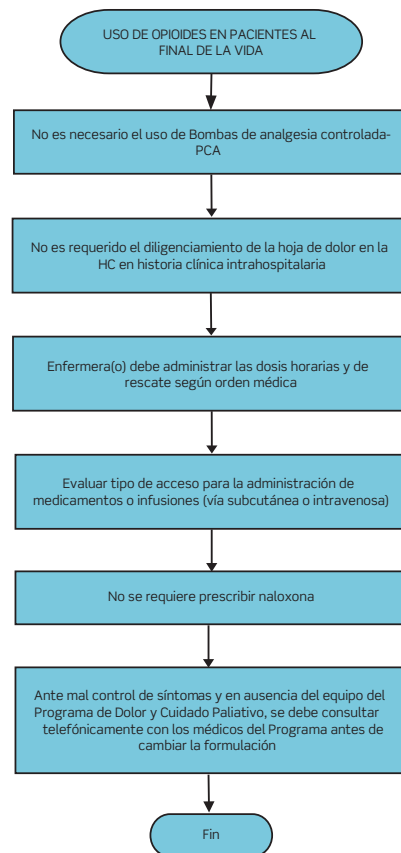 USO DE OPIOIDES EN PACIENTES AL
FINAL DE LA VIDA
No es necesario el uso de Bombas de analgesia controlada-
PCA
No es requerido el diligenciamiento de la hoja de dolor en la
HC en historia clínica intrahospitalaria
Enfermera(o) debe administrar las dosis horarias y de
rescate según orden médica
Evaluar tipo de acceso para la administración de
medicamentos o infusiones (vía subcutánea o intravenosa)
No se requiere prescribir naloxona
Ante mal control de síntomas y en ausencia del equipo del
Programa de Dolor y Cuidado Paliativo, se debe consultar
telefónicamente con los médicos del Programa antes de
cambiar la formulación
Fin